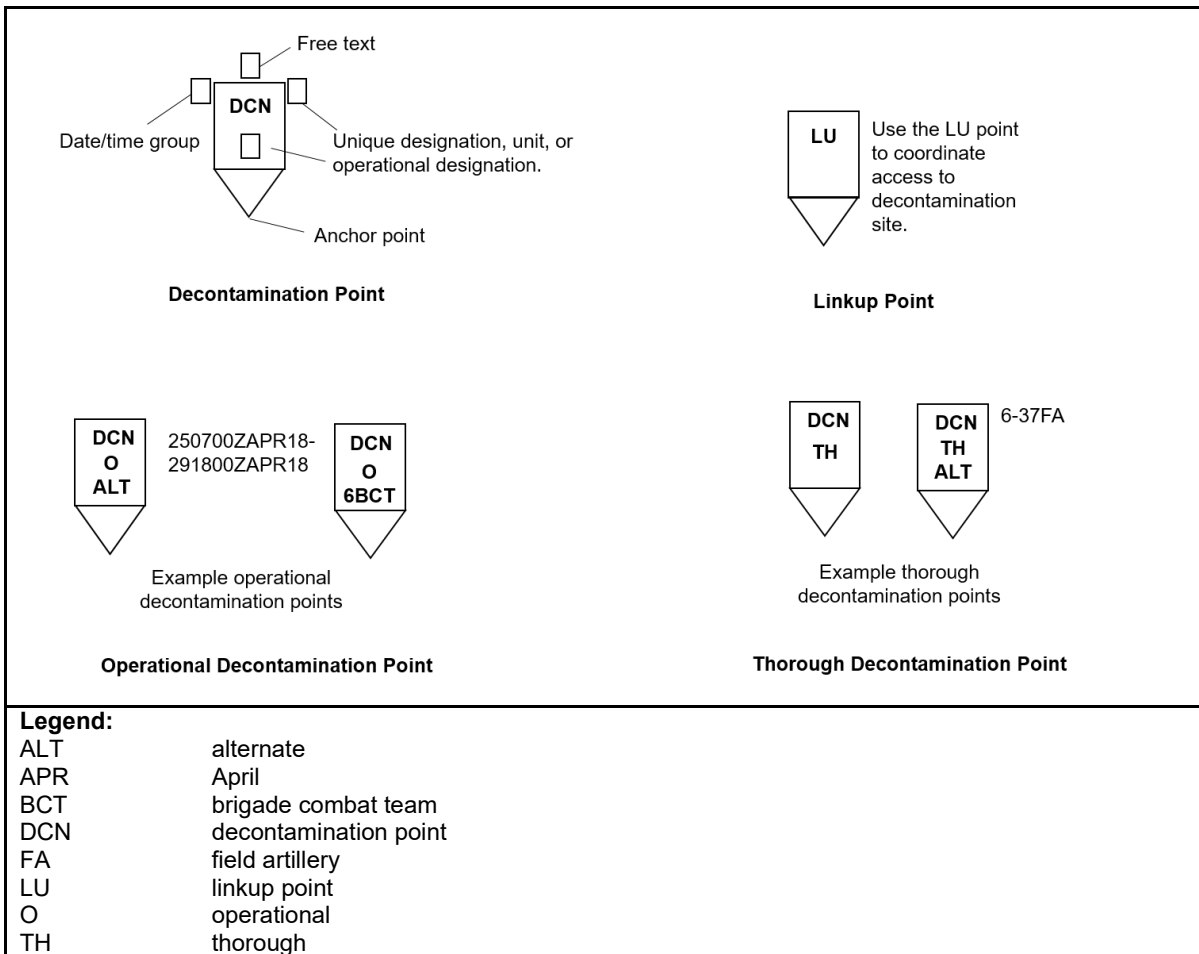 Free text
DCN
Date/time group
Unique designation, unit, or
operational designation.
Anchor point
Decontamination Point
LU
Use the LU point
to coordinate
access to
decontamination
site.
Linkup Point
DCN
O
ALT
250700ZAPR18-
291800ZAPR18
DCN
O
6BCT
Example operational
decontamination points
Operational Decontamination Point
DCN
TH
DCN
TH
ALT
6-37FA
Example thorough
decontamination points
Thorough Decontamination Point
Legend:
ALT alternate
APR April
BCT brigade combat team
DCN decontamination point
FA field artillery
LU linkup point
O operational
TH thorough